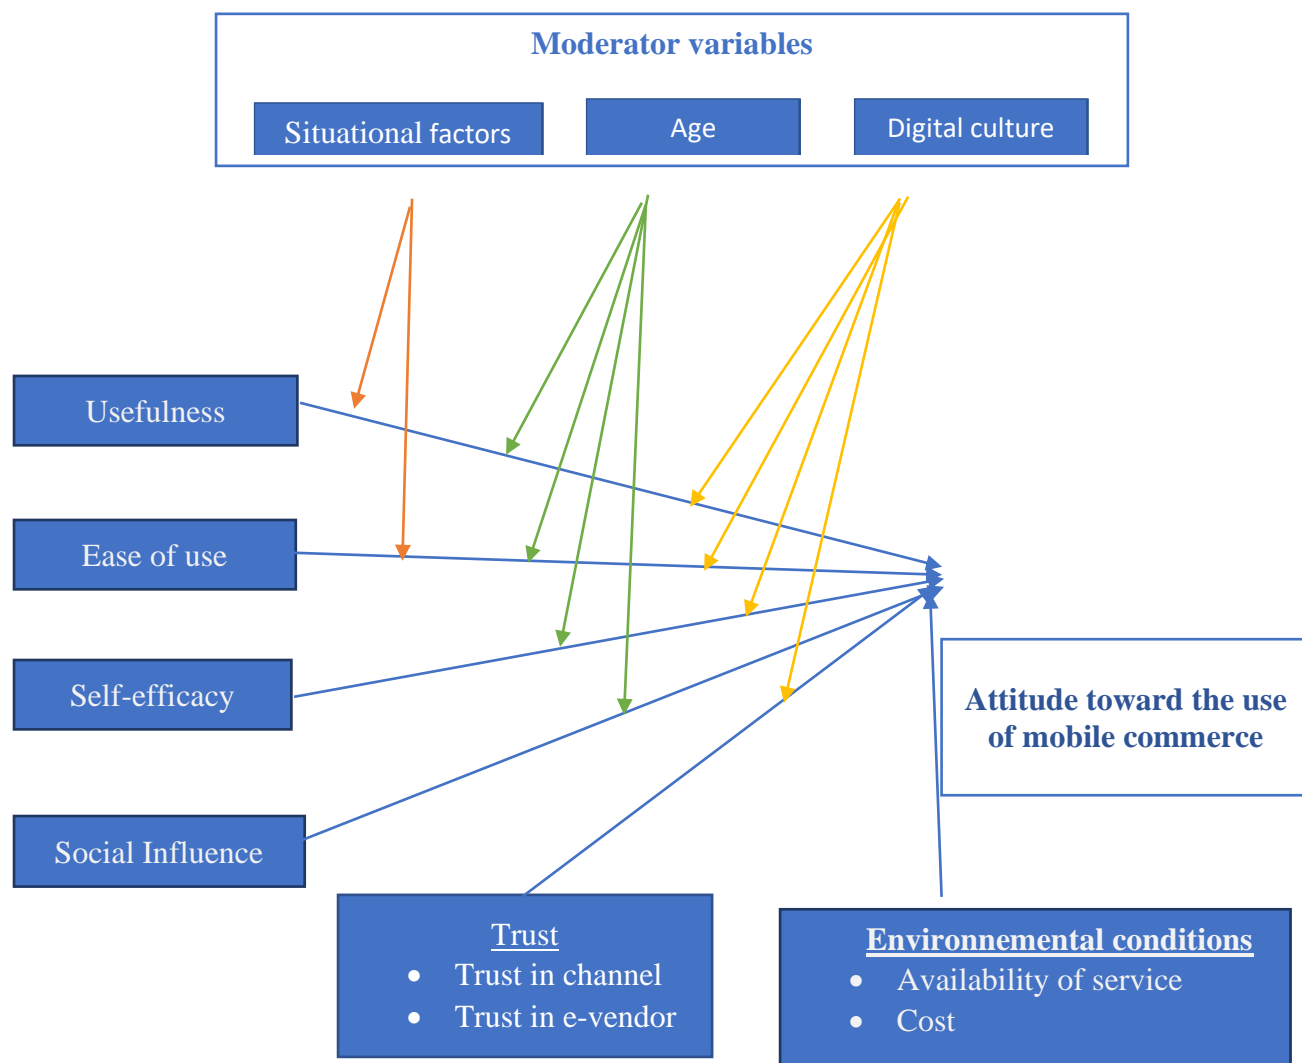 Moderator variables
Situational factors
Age
Digital culture
Usefulness
Ease of use
Self-efficacy
Attitude toward the use
of mobile commerce
Social Influence
Trust
• Trust in channel
• Trust in e-vendor
Environnemental conditions
• Availability of service
• Cost